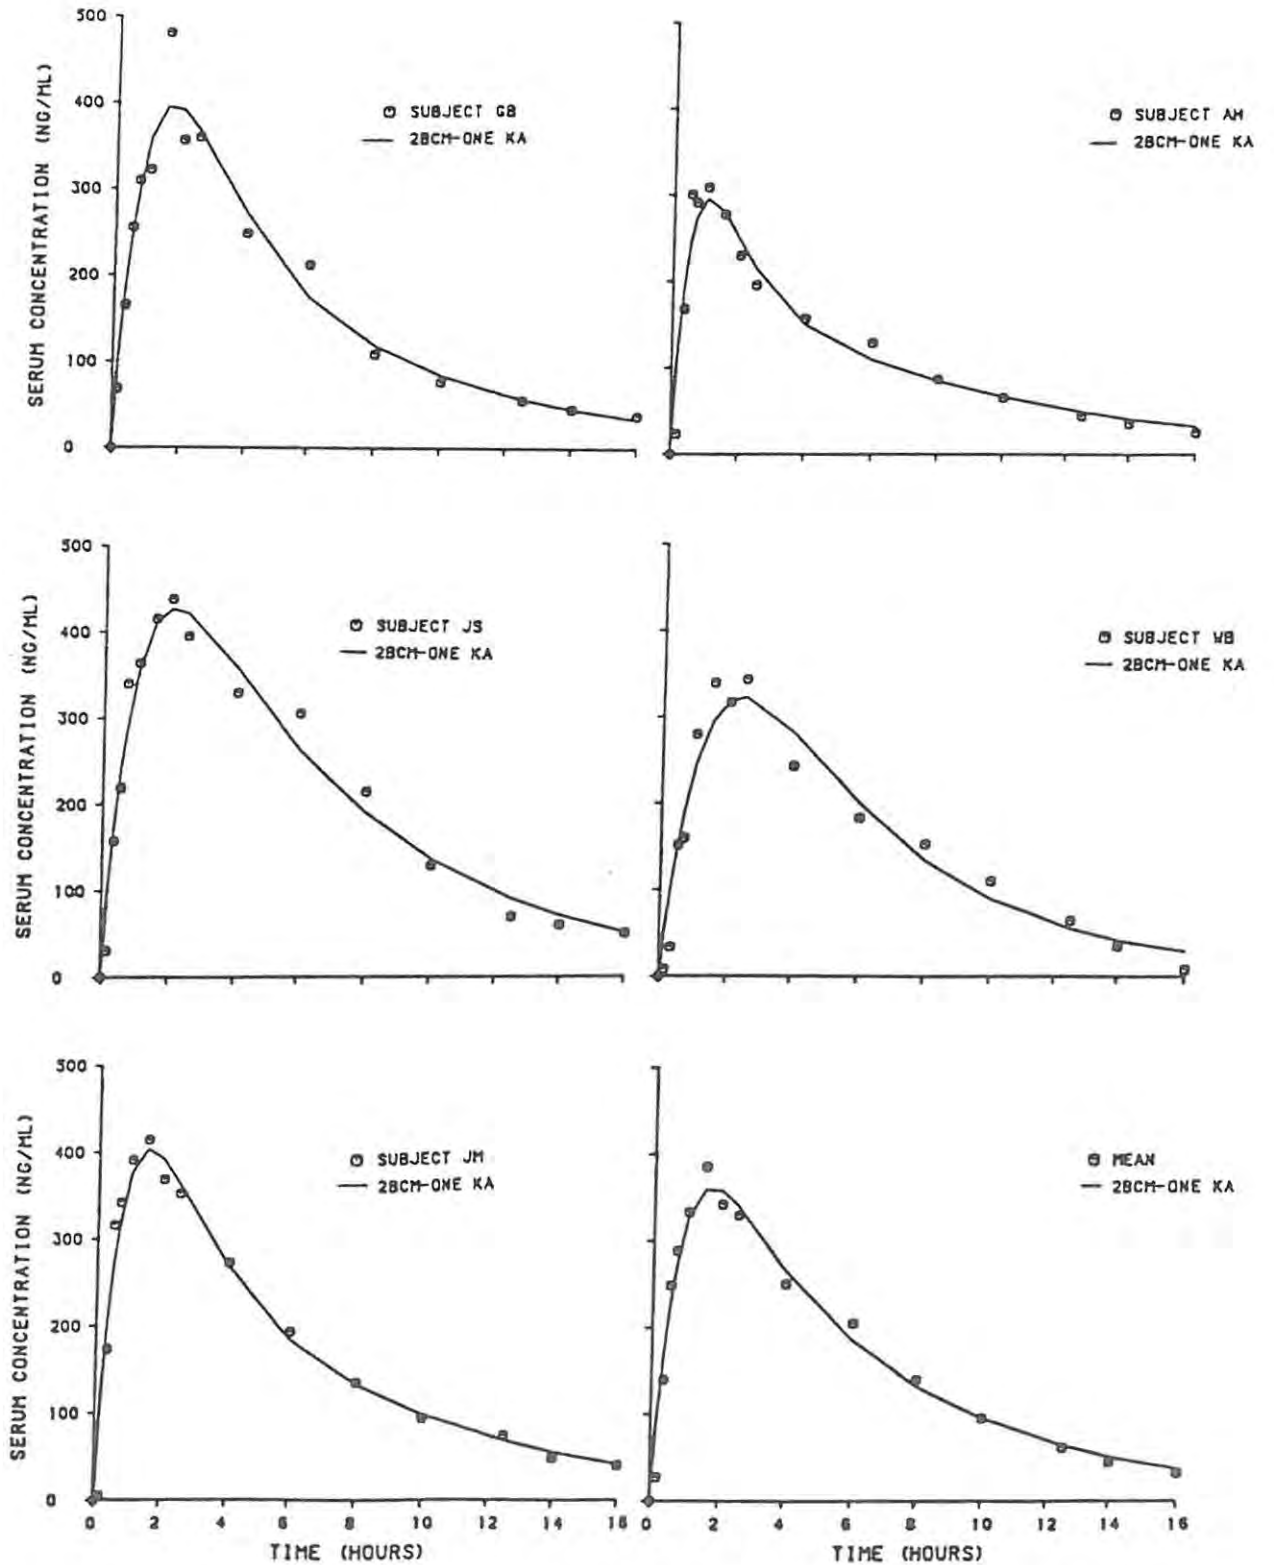 500
400
300
200
100
0
SERUM CONCENTRATION (NG/ML)
SUBJECT GB
2BCM-ONE KA
SUBJECT AH
2BCM-ONE KA
500
400
300
200
100
0
SERUM CONCENTRATION (NG/ML)
SUBJECT JS
2BCM-ONE KA
SUBJECT WB
2BCM-ONE KA
500
400
300
200
100
0
SERUM CONCENTRATION (NG/ML)
SUBJECT JM
2BCM-ONE KA
MEAN
2BCM-ONE KA
0 2 4 6 8 10 12 14 16
TIME (HOURS)
0 2 4 6 8 10 12 14 16
TIME (HOURS)